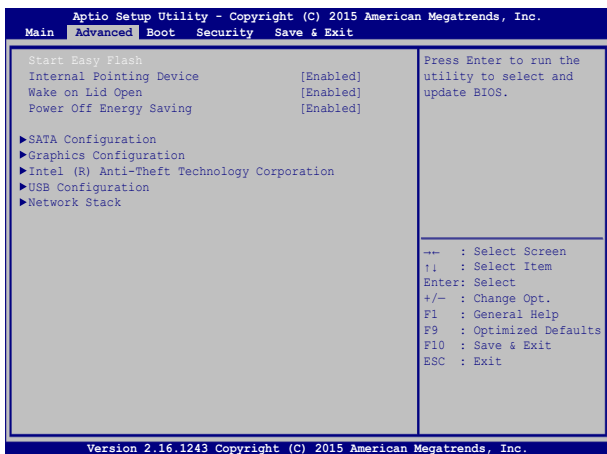 Aptio Setup Utility - Copyright (C) 2015 American Megatrends, Inc.
Main Advanced Boot Security Save & Exit
Start Easy Flash
Internal Pointing Device [Enabled]
Wake on Lid Open [Enabled]
Power Off Energy Saving [Enabled]
▶SATA Configuration
▶Graphics Configuration
▶Intel (R) Anti-Theft Technology Corporation
▶USB Configuration
▶Network Stack
Press Enter to run the
utility to select and
update BIOS.
→← : Select Screen
↑↓ : Select Item
Enter: Select
+/— : Change Opt.
F1 : General Help
F9 : Optimized Defaults
F10 : Save & Exit
ESC : Exit
Version 2.16.1243 Copyright (C) 2015 American Megatrends, Inc.